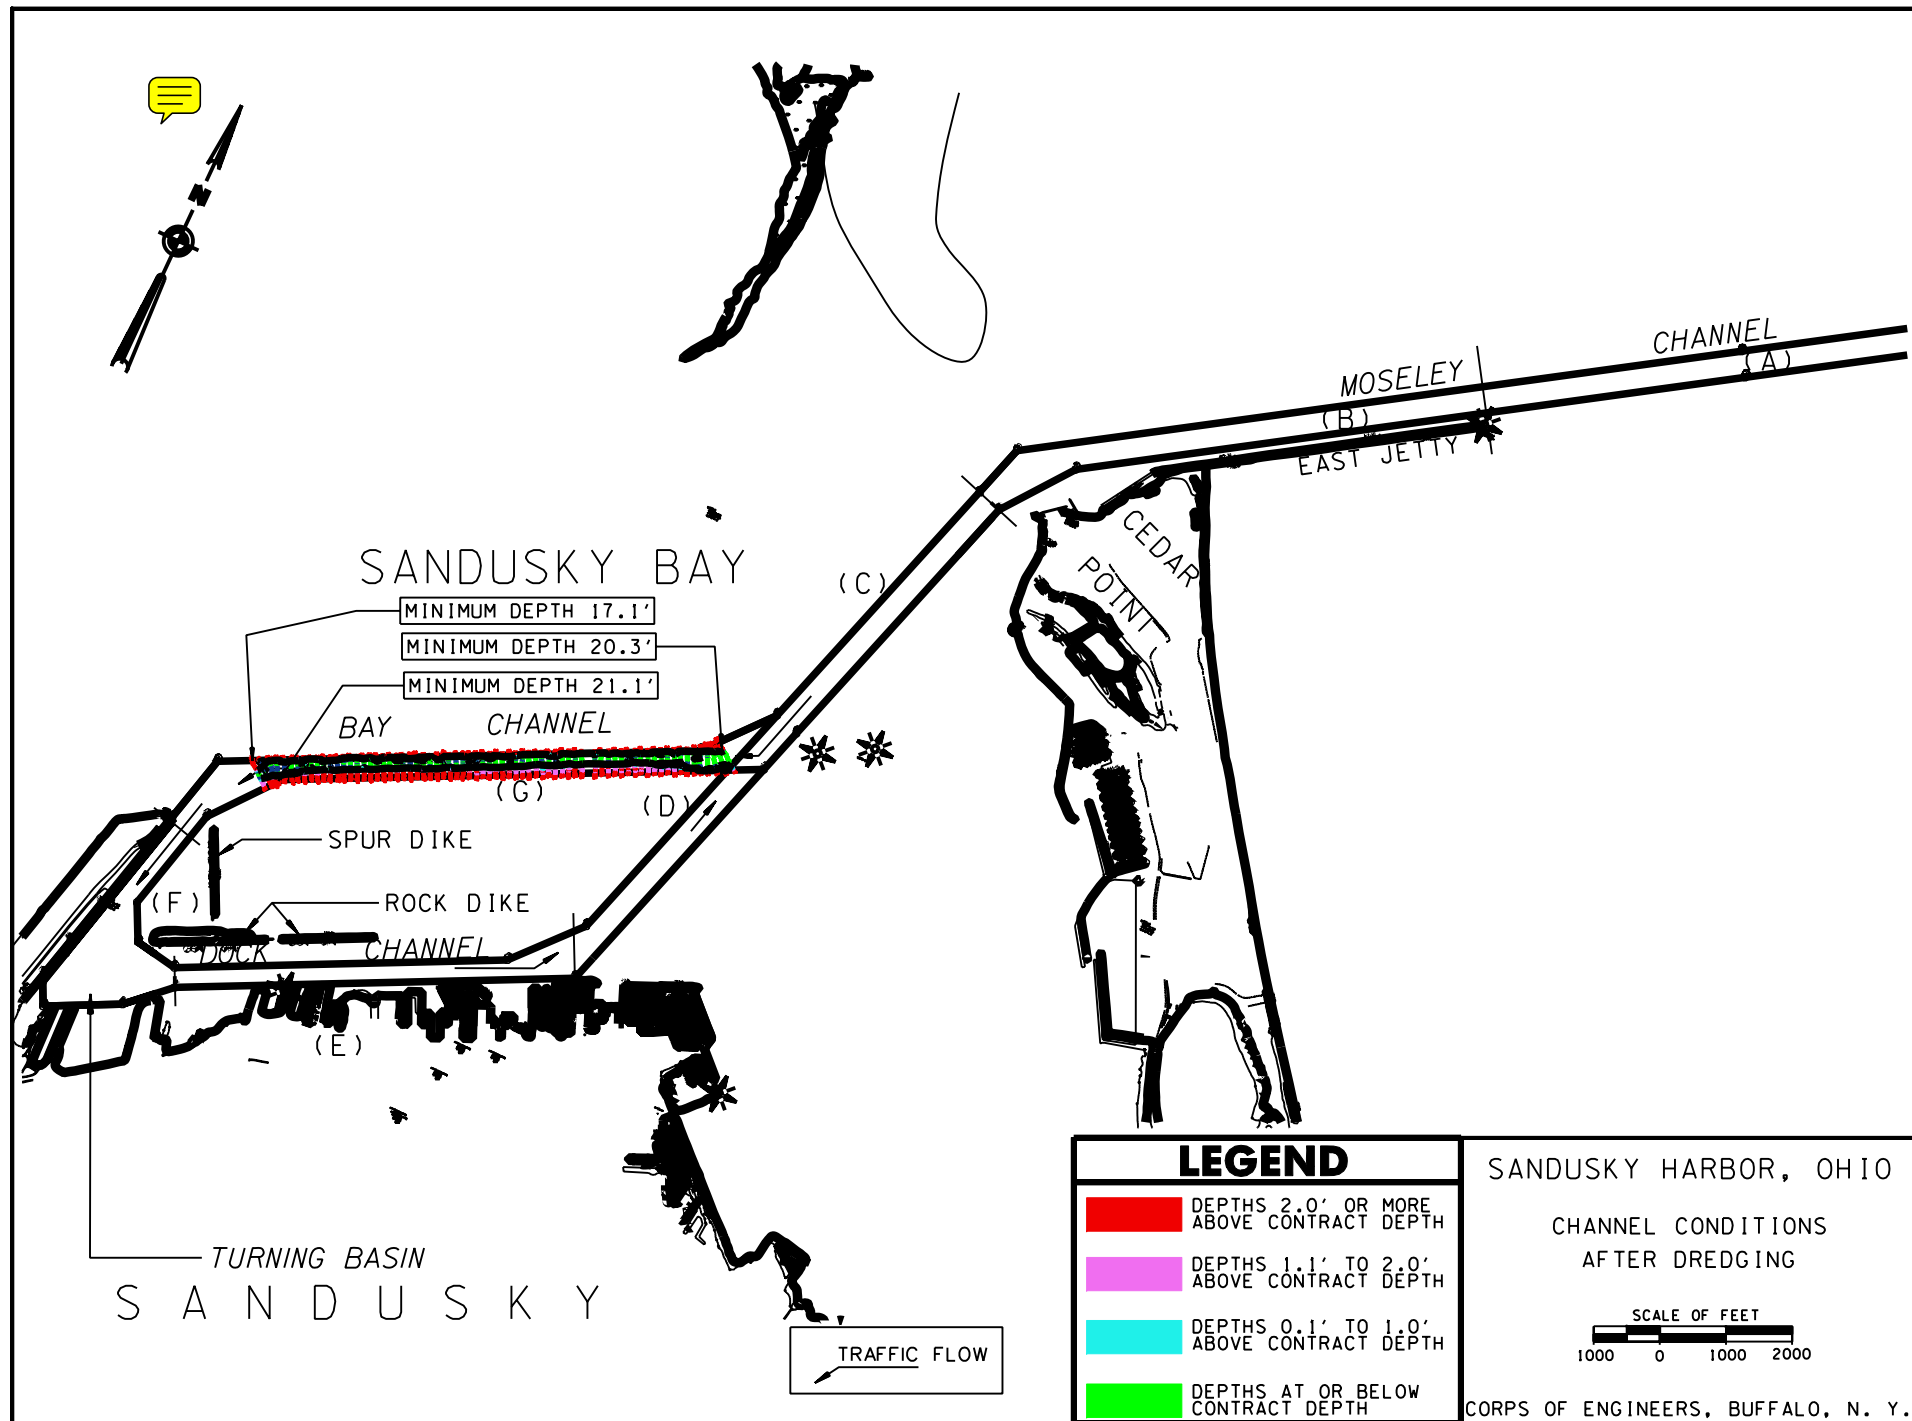 N
CHANNEL
(A)
MOSELEY
(B)
EAST JETTY
CEDAR
POINT
SANDUSKY BAY
(C)
MINIMUM DEPTH 17.1'
MINIMUM DEPTH 20.3'
MINIMUM DEPTH 21.1'
BAY CHANNEL
(G)
(D)
SPUR DIKE
(F)
ROCK DIKE
DOCK CHANNEL
(E)
TURNING BASIN
SANDUSKY
TRAFFIC FLOW
LEGEND
DEPTHS 2.0' OR MORE
ABOVE CONTRACT DEPTH
DEPTHS 1.1' TO 2.0'
ABOVE CONTRACT DEPTH
DEPTHS 0.1' TO 1.0'
ABOVE CONTRACT DEPTH
DEPTHS AT OR BELOW
CONTRACT DEPTH
SANDUSKY HARBOR, OHIO
CHANNEL CONDITIONS
AFTER DREDGING
SCALE OF FEET
1000 0 1000 2000
CORPS OF ENGINEERS, BUFFALO, N. Y.